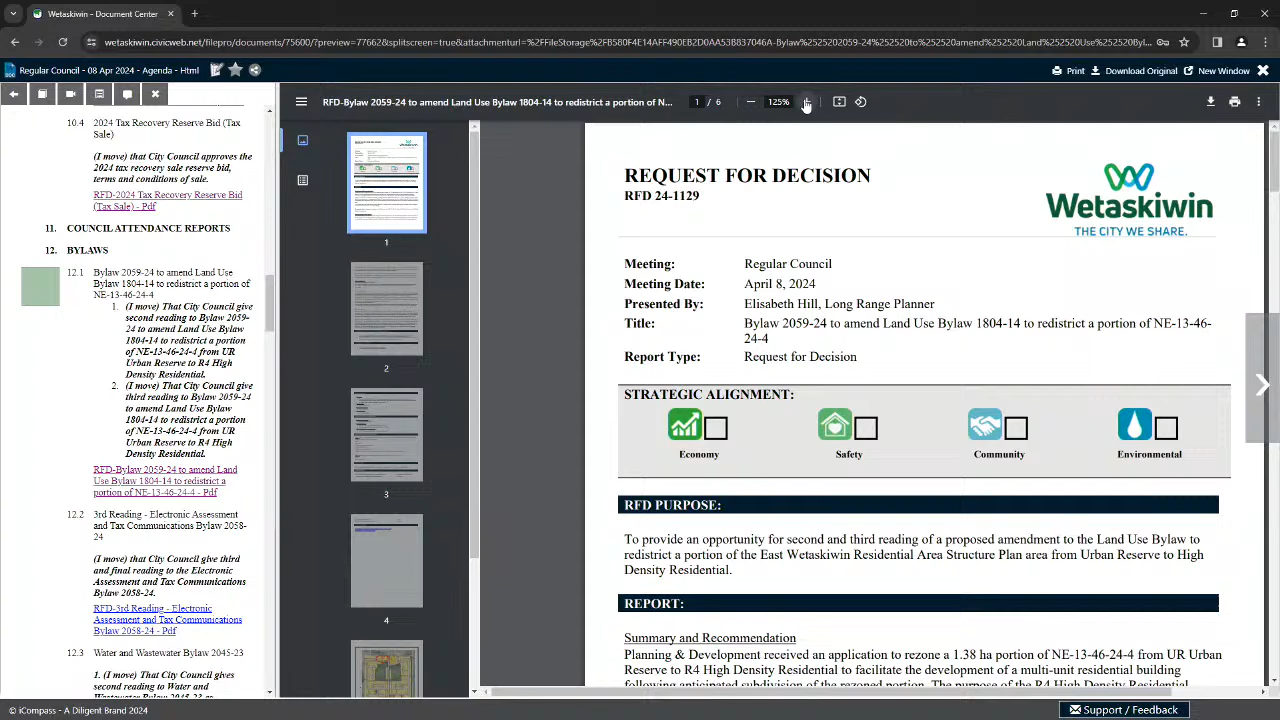 Wetaskiwin - Document Center
wetaskiwin.civicweb.net/filepro/documents/75600/?preview=77662&splitscreen=true&attachmenturl=%2FFileStorage%2FB580F4E14AFF490EB2D0AA53B837046A-Bylaw%25202059-24%2520to%2520amend%2520Land%2520Use%2520Byl...
Regular Council - 08 Apr 2024 - Agenda - Html
Print
Download Original
New Window
RFD-Bylaw 2059-24 to amend Land Use Bylaw 1804-14 to redistrict a portion of N...
1 / 6
125%
10.4 2024 Tax Recovery Reserve Bid (Tax
Sale)
(I move) that City Council approves the
2024 tax recovery sale reserve bid,
terms and conditions of sale.
RFD-2024 Tax Recovery Reserve Bid
(Tax Sale) - Pdf
11. COUNCIL ATTENDANCE REPORTS
12. BYLAWS
12.1 Bylaw 2059-24 to amend Land Use
Bylaw 1804-14 to redistrict a portion of
NE-13-46-24-4
1. (I move) That City Council give
second reading to Bylaw 2059-
24 to amend Land Use Bylaw
1804-14 to redistrict a portion
of NE-13-46-24-4 from UR
Urban Reserve to R4 High
Density Residential.
2. (I move) That City Council give
third reading to Bylaw 2059-24
to amend Land Use Bylaw
1804-14 to redistrict a portion
of NE-13-46-24-4 from UR
Urban Reserve to R4 High
Density Residential.
RFD-Bylaw 2059-24 to amend Land
Use Bylaw 1804-14 to redistrict a
portion of NE-13-46-24-4 - Pdf
12.2 3rd Reading - Electronic Assessment
and Tax Communications Bylaw 2058-
24
(I move) that City Council give third
and final reading to the Electronic
Assessment and Tax Communications
Bylaw 2058-24.
RFD-3rd Reading - Electronic
Assessment and Tax Communications
Bylaw 2058-24 - Pdf
12.3 Water and Wastewater Bylaw 2045-23
1. (I move) That City Council gives
second reading to Water and
1
2
3
4
REQUEST FOR DECISION
RFD 24-1129
Wetaskiwin
THE CITY WE SHARE.
Meeting: Regular Council
Meeting Date: April 8, 2024
Presented By: Elisabeth Hill, Long Range Planner
Title: Bylaw 2059-24 to amend Land Use Bylaw 1804-14 to redistrict a portion of NE-13-46-
24-4
Report Type: Request for Decision
STRATEGIC ALIGNMENT:
Economy Safety Community Environmental
RFD PURPOSE:
To provide an opportunity for second and third reading of a proposed amendment to the Land Use Bylaw to
redistrict a portion of the East Wetaskiwin Residential Area Structure Plan area from Urban Reserve to High
Density Residential.
REPORT:
Summary and Recommendation
Planning & Development received an application to rezone a 1.38 ha portion of NE-13-46-24-4 from UR Urban
Reserve to R4 High Density Residential to facilitate the development of a multi-unit residential building
following anticipated subdivision of the rezoned portion. The purpose of the R4 High Density Residential
© iCompass - A Diligent Brand 2024
Support / Feedback